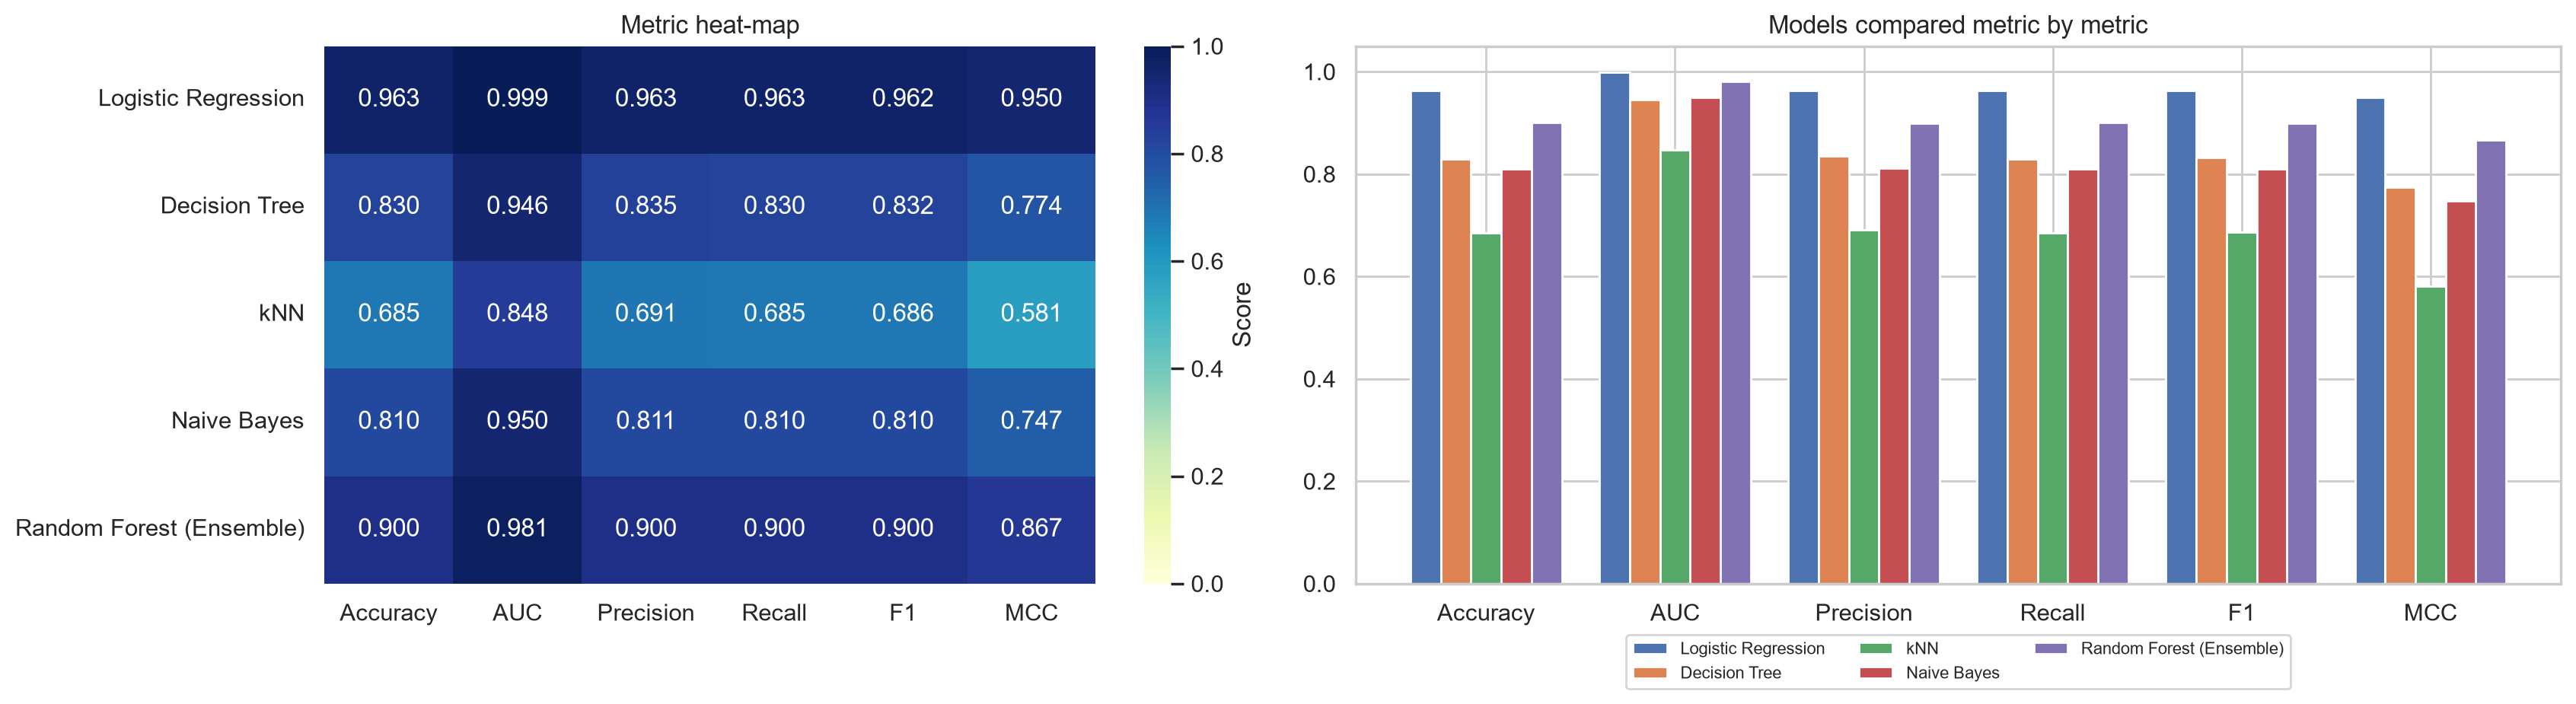 Metric heat-map
Logistic Regression 0.963 0.999 0.963 0.963 0.962 0.950
Decision Tree 0.830 0.946 0.835 0.830 0.832 0.774
kNN 0.685 0.848 0.691 0.685 0.686 0.581
Naive Bayes 0.810 0.950 0.811 0.810 0.810 0.747
Random Forest (Ensemble) 0.900 0.981 0.900 0.900 0.900 0.867
Accuracy AUC Precision Recall F1 MCC
1.0
0.8
0.6
0.4
0.2
0.0
Score
Models compared metric by metric
1.0
0.8
0.6
0.4
0.2
0.0
Accuracy AUC Precision Recall F1 MCC
Logistic Regression kNN Random Forest (Ensemble)
Decision Tree Naive Bayes